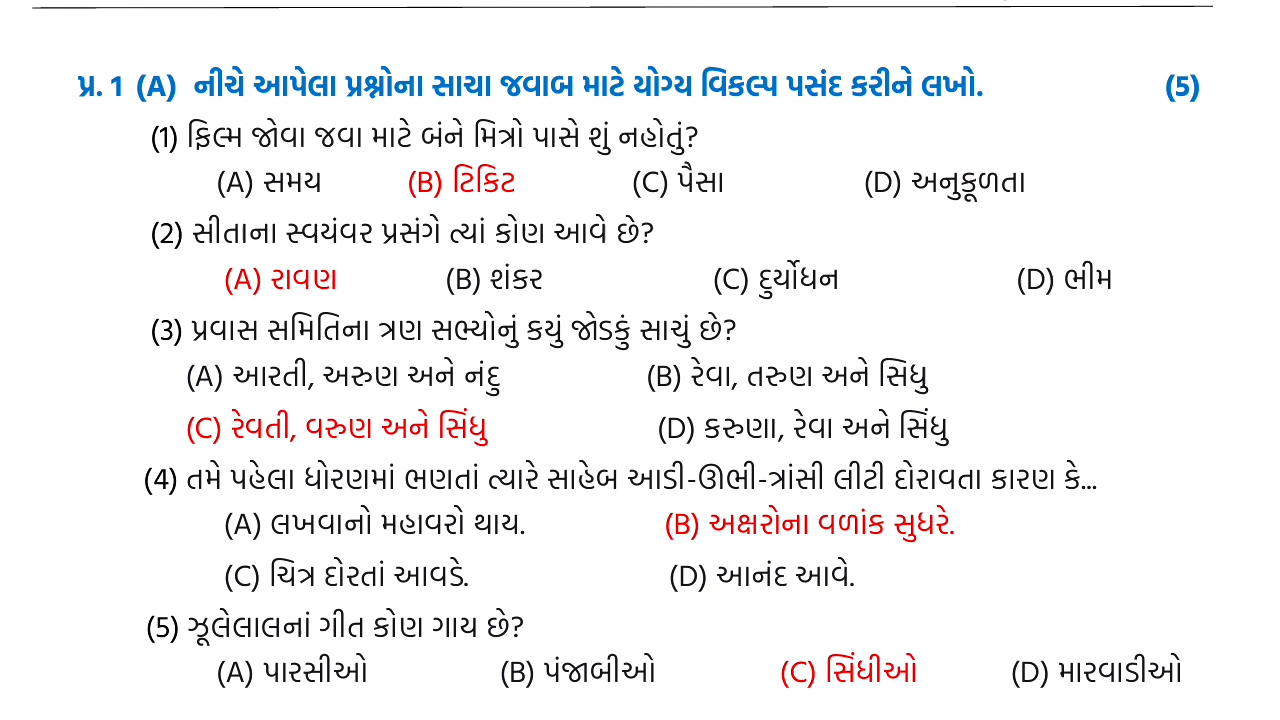 પ્ર. 1 (A) નીચે આપેલા પ્રશ્નોના સાચા જવાબ માટે યોગ્ય વિકલ્પ પસંદ કરીને લખો. (5)
(1) ફિલ્મ જોવા જવા માટે બંને મિત્રો પાસે શું નહોતું?
(A) સમય (B) ટિકિટ (C) પૈસા (D) અનુકૂળતા
(2) સીતાના સ્વયંવર પ્રસંગે ત્યાં કોણ આવે છે?
(A) રાવણ (B) શંકર (C) દુર્યોધન (D) ભીમ
(3) પ્રવાસ સમિતિના ત્રણ સભ્યોનું કયું જોડકું સાચું છે?
(A) આરતી, અરુણ અને નંદુ (B) રેવા, તરુણ અને સિધુ
(C) રેવતી, વરુણ અને સિંધુ (D) કરુણા, રેવા અને સિંધુ
(4) તમે પહેલા ધોરણમાં ભણતાં ત્યારે સાહેબ આડી-ઊભી-ત્રાંસી લીટી દોરાવતા કારણ કે...
(A) લખવાનો મહાવરો થાય. (B) અક્ષરોના વળાંક સુધરે.
(C) ચિત્ર દોરતાં આવડે. (D) આનંદ આવે.
(5) ઝૂલેલાલનાં ગીત કોણ ગાય છે?
(A) પારસીઓ (B) પંજાબીઓ (C) સિંધીઓ (D) મારવાડીઓ